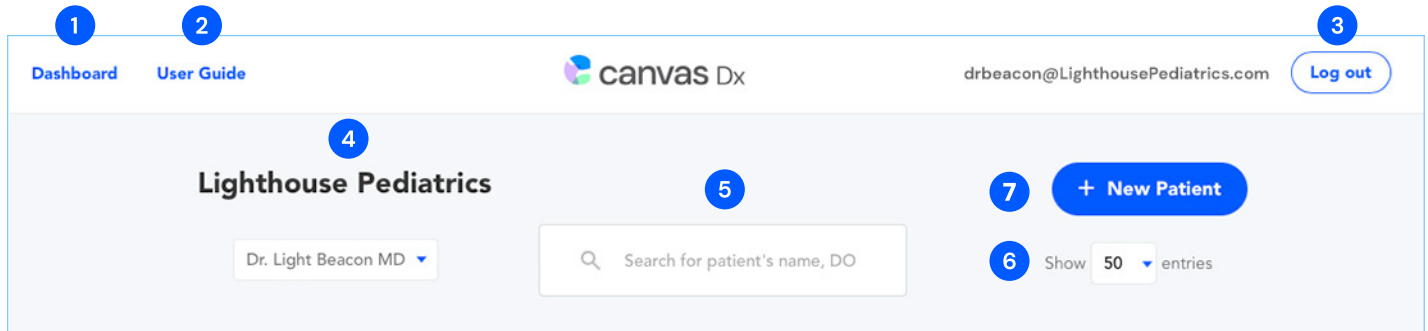 1 2 3
Dashboard User Guide canvas Dx drbeacon@LighthousePediatrics.com Log out
4
Lighthouse Pediatrics
5
7 + New Patient
Dr. Light Beacon MD
Search for patient's name, DO
6 Show 50 entries